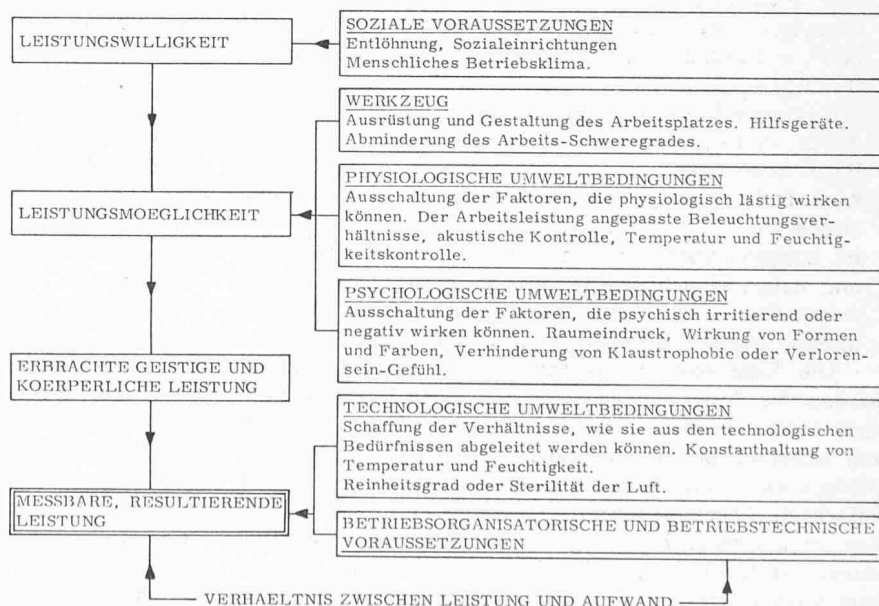 LEISTUNGSWILLIGKEIT
SOZIALE VORAUSSETZUNGEN
Entlöhnung, Sozialeinrichtungen
Menschliches Betriebsklima.
WERKZEUG
Ausrüstung und Gestaltung des Arbeitsplatzes. Hilfsgeräte.
Abminderung des Arbeits-Schweregrades.
LEISTUNGSMOEGLICHKEIT
PHYSIOLOGISCHE UMWELTBEDINGUNGEN
Ausschaltung der Faktoren, die physiologisch lästig wirken
können. Der Arbeitsleistung angepasste Beleuchtungsver-
hältnisse, akustische Kontrolle, Temperatur und Feuchtig-
keitskontrolle.
PSYCHOLOGISCHE UMWELTBEDINGUNGEN
Ausschaltung der Faktoren, die psychisch irritierend oder
negativ wirken können. Raumeindruck, Wirkung von Formen
und Farben, Verhinderung von Klaustrophobie oder Verloren-
sein-Gefühl.
ERBRACHTE GEISTIGE UND
KOERPERLICHE LEISTUNG
TECHNOLOGISCHE UMWELTBEDINGUNGEN
Schaffung der Verhältnisse, wie sie aus den technologischen
Bedürfnissen abgeleitet werden können. Konstanthaltung von
Temperatur und Feuchtigkeit.
Reinheitsgrad oder Sterilität der Luft.
MESSBARE, RESULTIERENDE
LEISTUNG
BETRIEBSORGANISATORISCHE UND BETRIEBSTECHNISCHE
VORAUSSETZUNGEN
VERHAELTNIS ZWISCHEN LEISTUNG UND AUFWAND